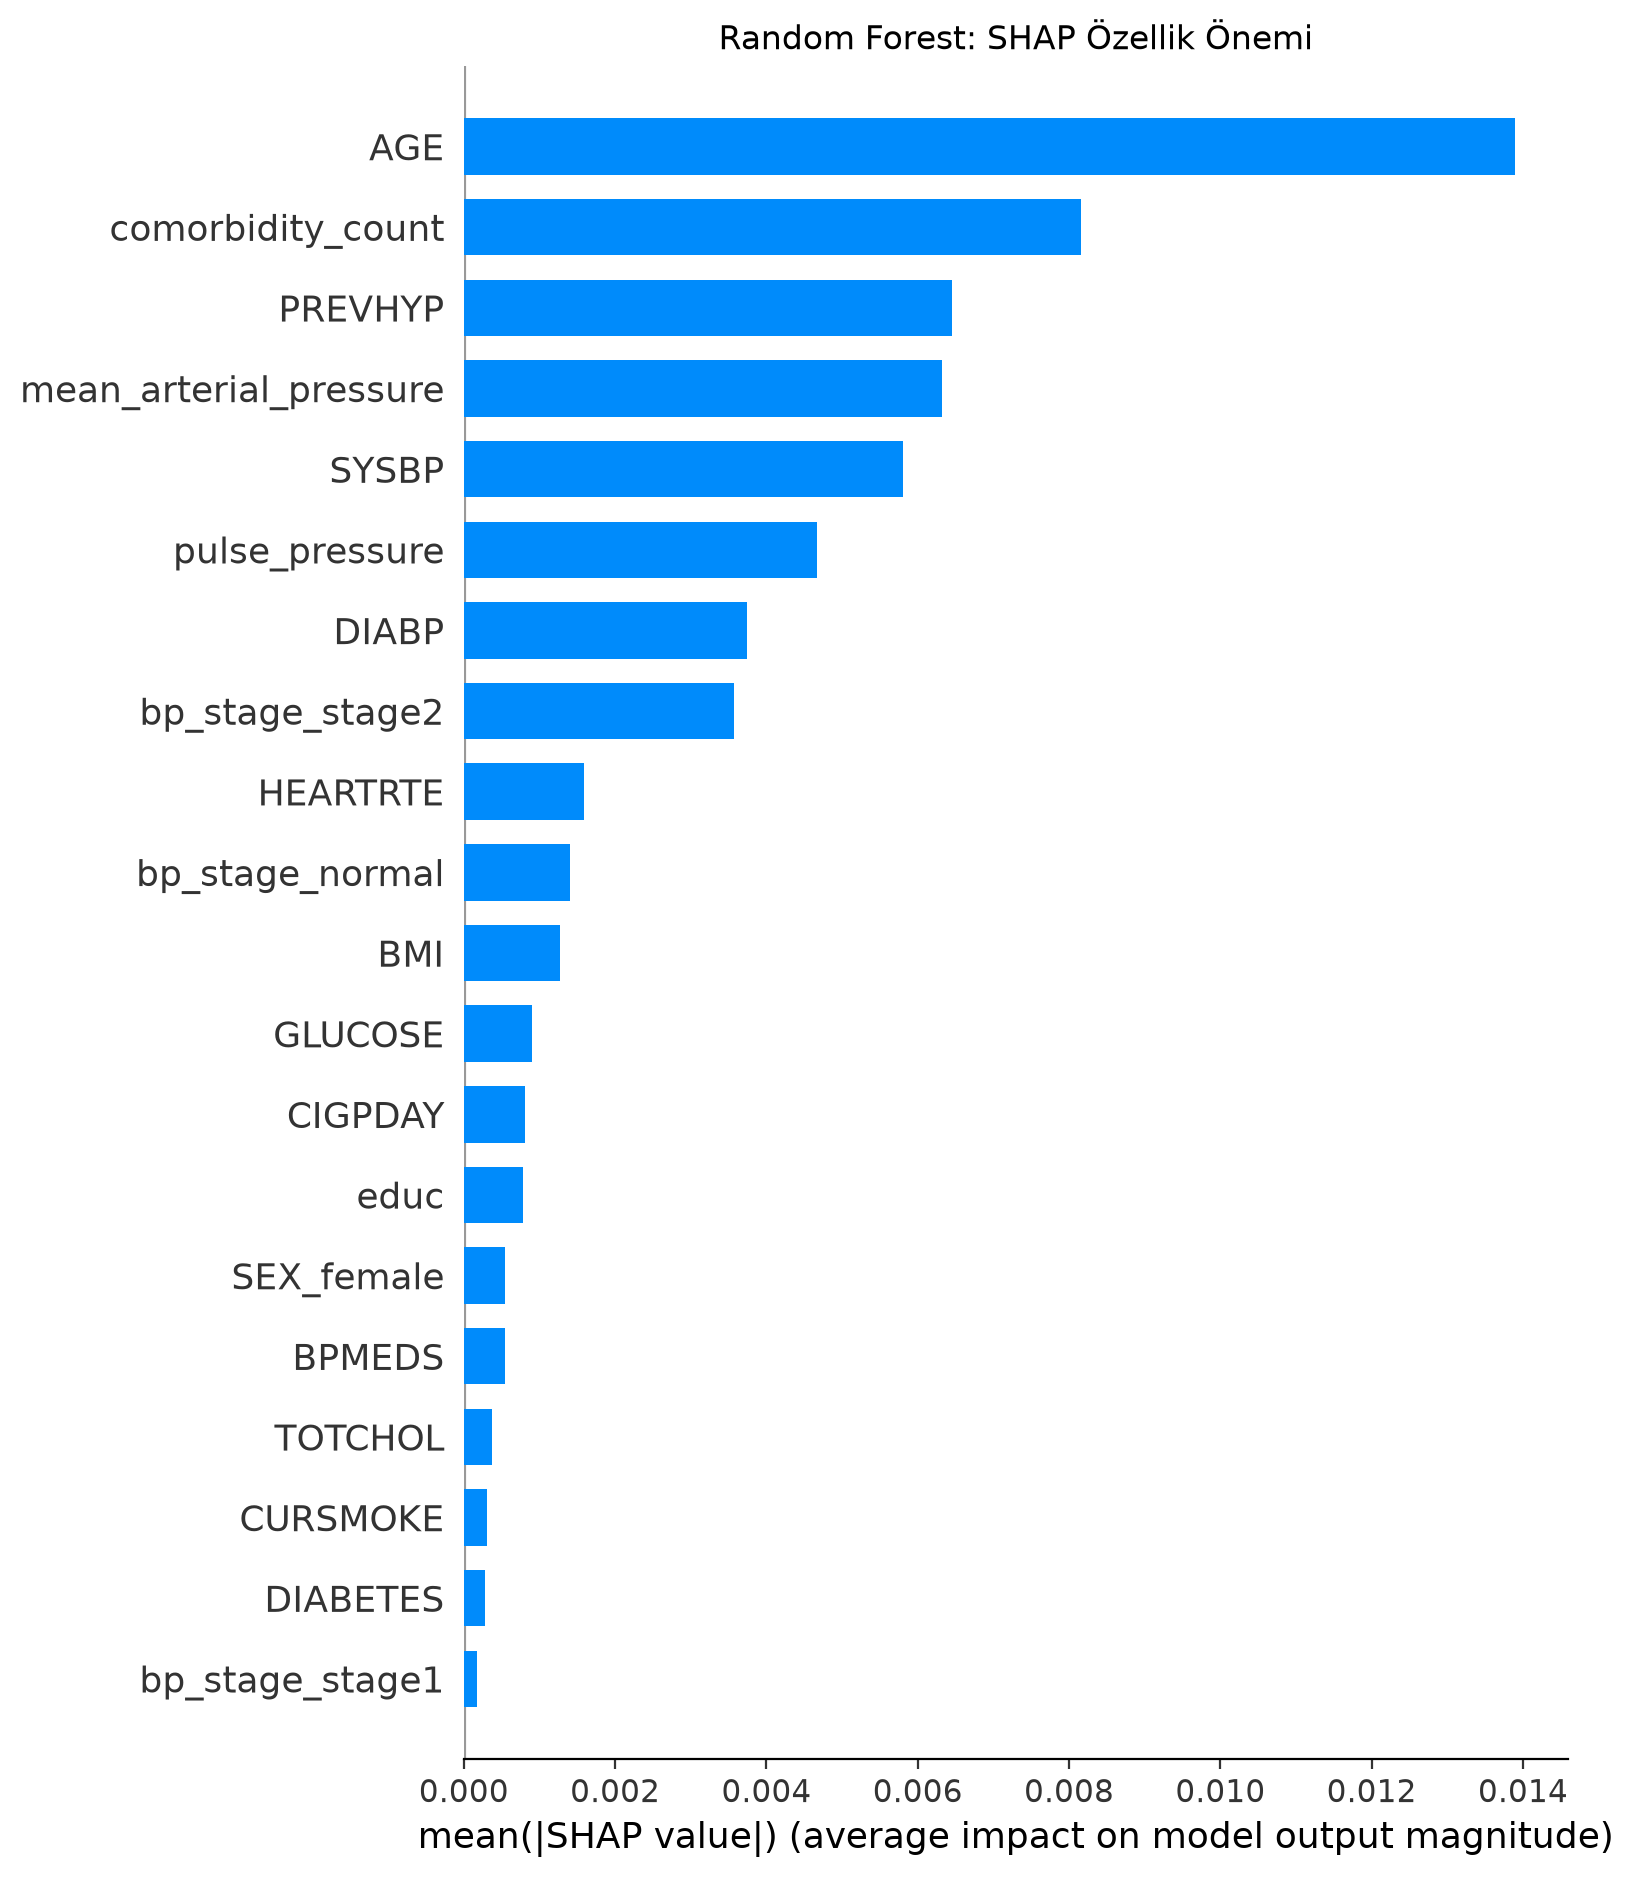 Random Forest: SHAP Özellik Önemi
AGE
comorbidity_count
PREVHYP
mean_arterial_pressure
SYSBP
pulse_pressure
DIABP
bp_stage_stage2
HEARTRTE
bp_stage_normal
BMI
GLUCOSE
CIGPDAY
educ
SEX_female
BPMEDS
TOTCHOL
CURSMOKE
DIABETES
bp_stage_stage1
0.000 0.002 0.004 0.006 0.008 0.010 0.012 0.014
mean(|SHAP value|) (average impact on model output magnitude)